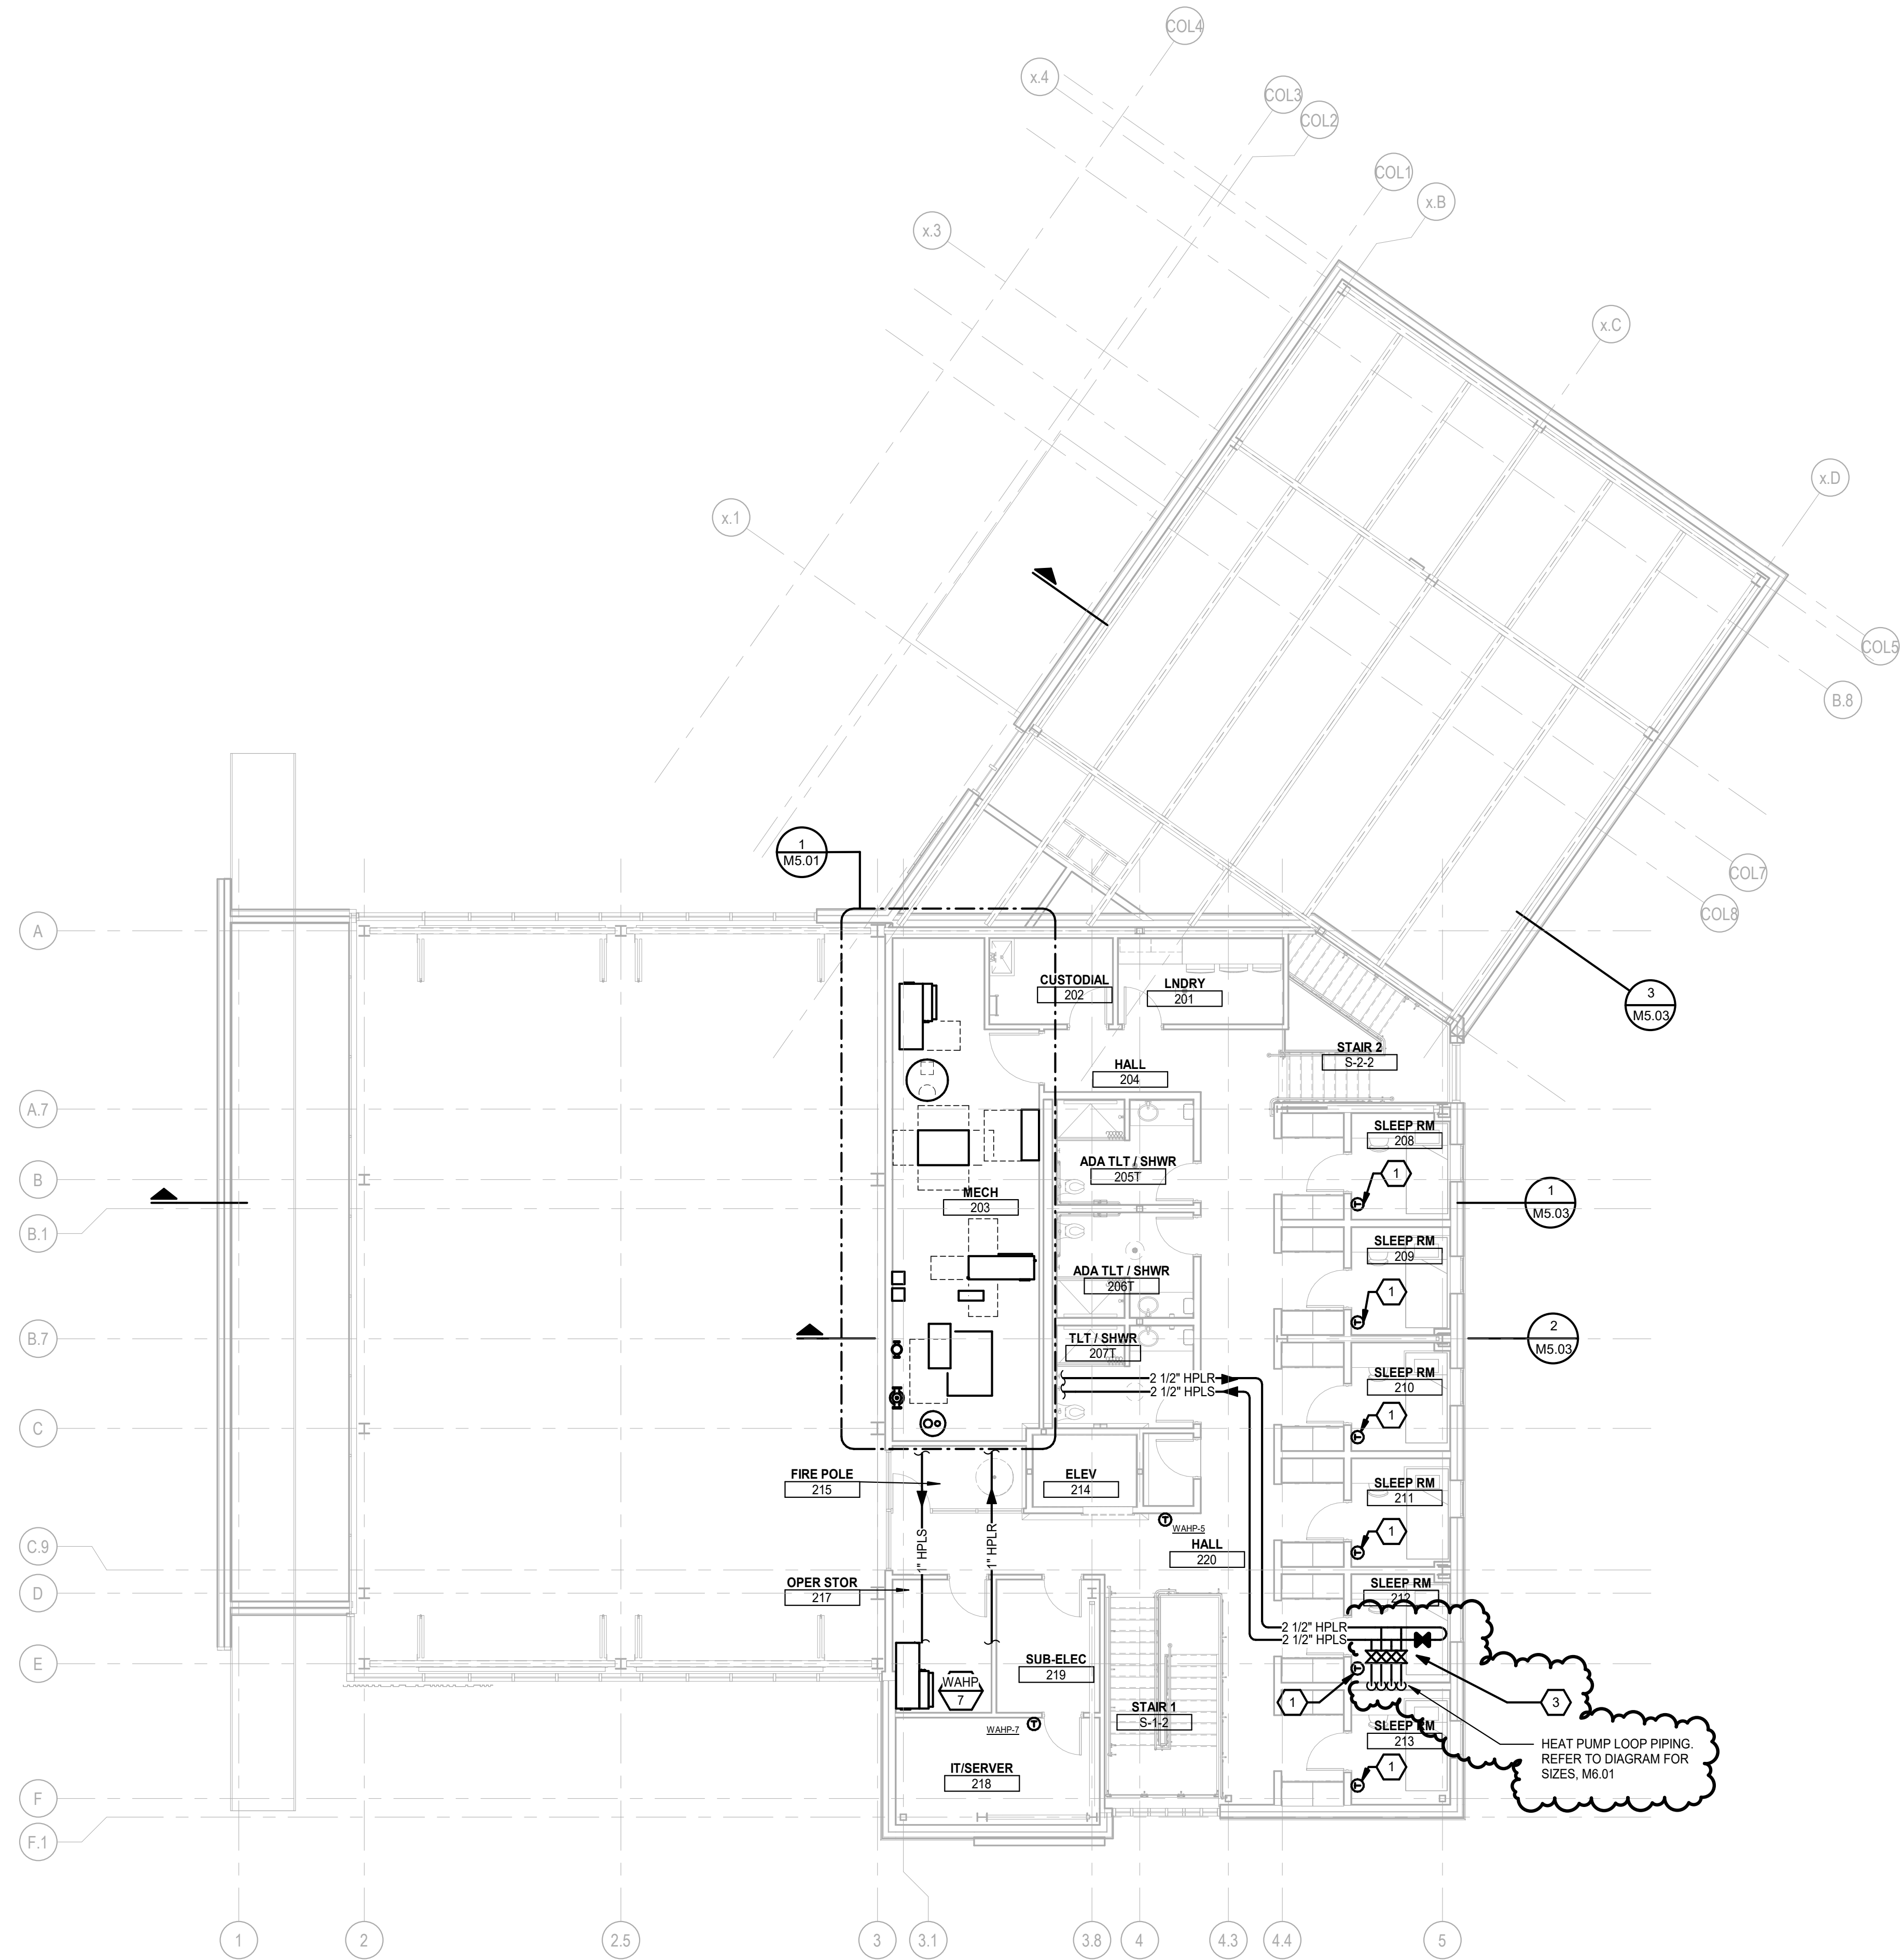 COL4
x.4
COL3
COL2
COL1
x.B
x.3
x.C
x.D
x.1
COL5
B.8
COL7
COL8
1
M5.01
A
CUSTODIAL
202
LNDRY
201
3
M5.03
STAIR 2
S-2-2
HALL
204
A.7
SLEEP RM
208
1
ADA TLT / SHWR
205T
B
MECH
203
1
M5.03
B.1
SLEEP RM
209
ADA TLT / SHWR
206T
1
B.7
TLT / SHWR
207T
2
M5.03
SLEEP RM
210
2 1/2" HPLR
2 1/2" HPLS
1
C
FIRE POLE
215
ELEV
214
SLEEP RM
211
WAHP-5
1
1" HPLS
1" HPLR
HALL
220
C.9
D
OPER STOR
217
SLEEP RM
212
2 1/2" HPLR
2 1/2" HPLS
E
SUB-ELEC
219
WAHP
7
1
3
STAIR 1
S-1-2
WAHP-7
SLEEP RM
213
HEAT PUMP LOOP PIPING.
REFER TO DIAGRAM FOR
SIZES, M6.01
IT/SERVER
218
1
F
F.1
1
2
2.5
3
3.1
3.8
4
4.3
4.4
5
T
T
T
T
T
T
T
T